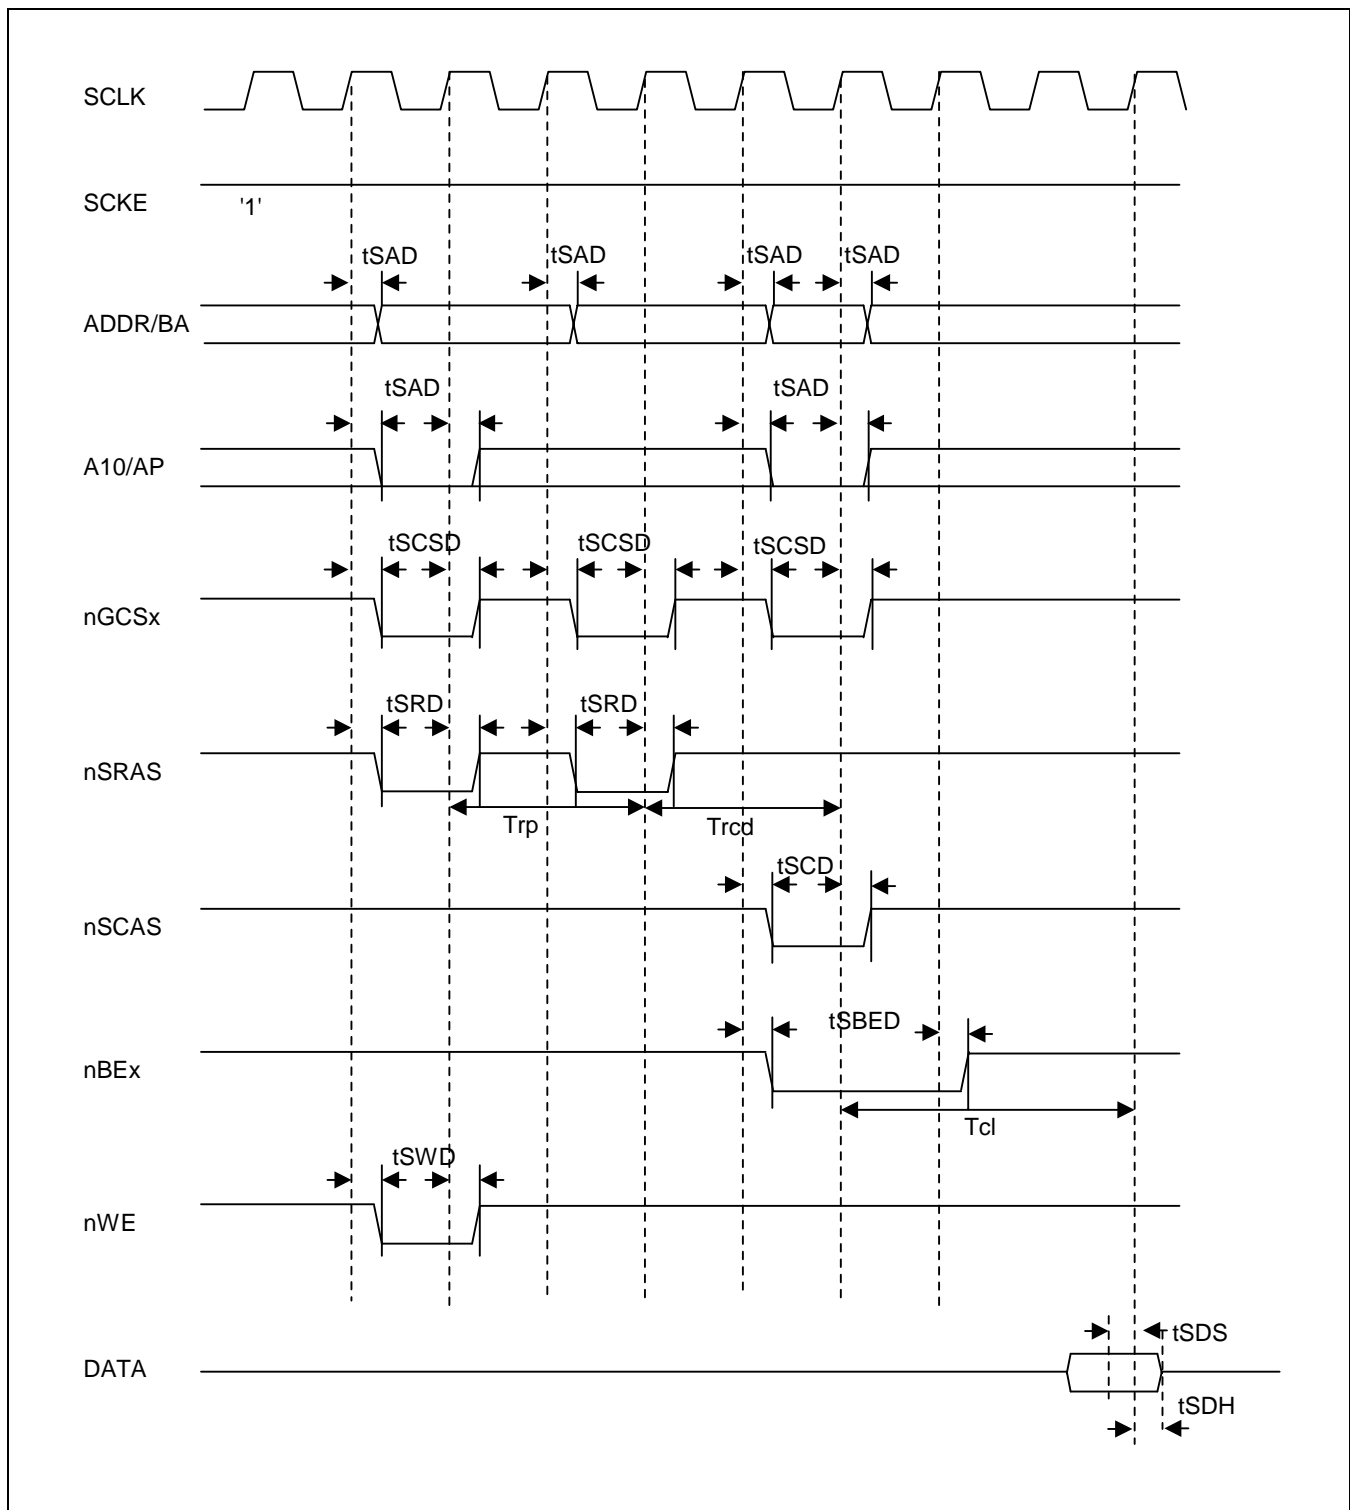 SCLK
SCKE
'1'
tSAD tSAD tSAD tSAD
ADDR/BA
tSAD tSAD
A10/AP
tSCSD tSCSD tSCSD
nGCSx
tSRD tSRD
nSRAS
Trp Trcd
tSCD
nSCAS
tSBED
nBEx
Tcl
tSWD
nWE
tSDS
DATA
tSDH